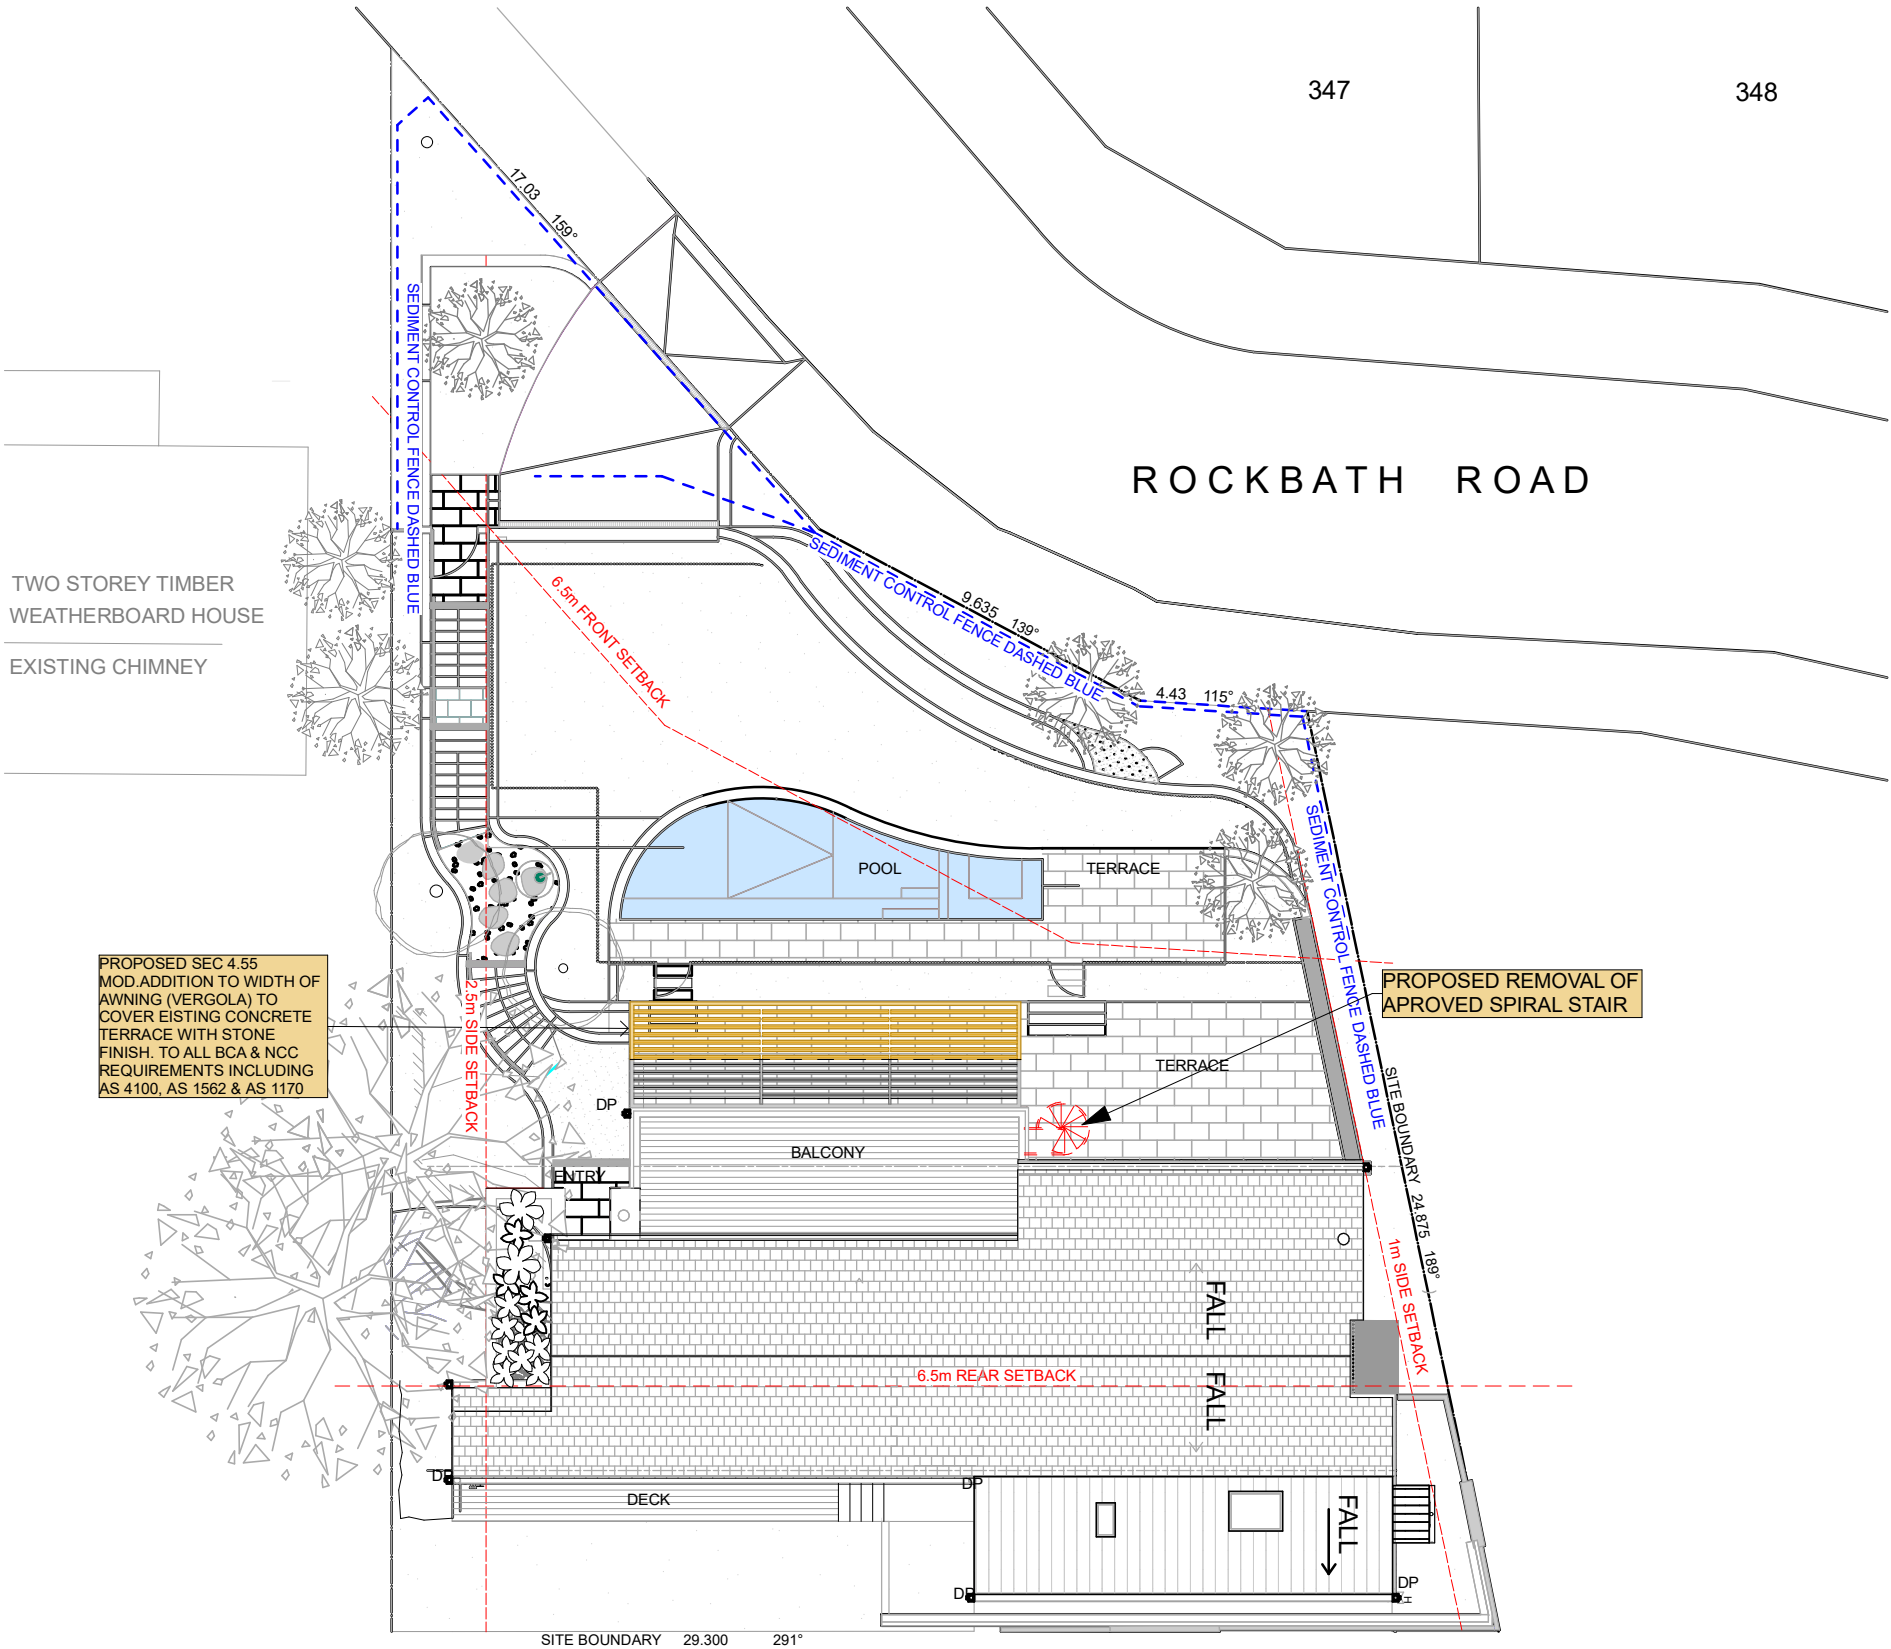 347
348
17.03
159°
SEDIMENT CONTROL FENCE DASHED BLUE
ROCKBATH ROAD
TWO STOREY TIMBER
WEATHERBOARD HOUSE
EXISTING CHIMNEY
6.5m FRONT SETBACK
SEDIMENT CONTROL FENCE DASHED BLUE
9.635
139°
4.43
115°
SEDIMENT CONTROL FENCE DASHED BLUE
POOL
TERRACE
PROPOSED SEC 4.55
MOD.ADDITION TO WIDTH OF
AWNING (VERGOLA) TO
COVER EISTING CONCRETE
TERRACE WITH STONE
FINISH. TO ALL BCA & NCC
REQUIREMENTS INCLUDING
AS 4100, AS 1562 & AS 1170
2.5m SIDE SETBACK
PROPOSED REMOVAL OF
APROVED SPIRAL STAIR
TERRACE
SITE BOUNDARY 24.875 189°
DP
BALCONY
ENTRY
1m SIDE SETBACK
FALL
6.5m REAR SETBACK
FALL
DP
DECK
DP
FALL
DP
DP
SITE BOUNDARY 29.300 291°